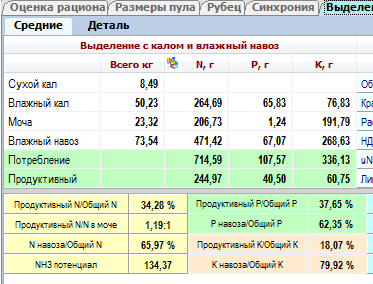 Оценка рациона Размеры пула Рубец Синхрония Выделен
Средние Деталь
Выделение с калом и влажный навоз
Всего кг N, г P, г K, г
Сухой кал 8,49 Об
Влажный кал 50,23 264,69 65,83 76,83 Кра
Моча 23,32 206,73 1,24 191,79 Рас
Влажный навоз 73,54 471,42 67,07 268,63 НД
Потребление 714,59 107,57 336,13 uN
Продуктивный 244,97 40,50 60,75 Ли
Продуктивный N/Общий N 34,28 % Продуктивный P/Общий P 37,65 %
Продуктивный N/N в моче 1,19:1 P навоза/Общий P 62,35 %
N навоза/Общий N 65,97 % Продуктивный K/Общий K 18,07 %
NH3 потенциал 134,37 K навоза/Общий K 79,92 %